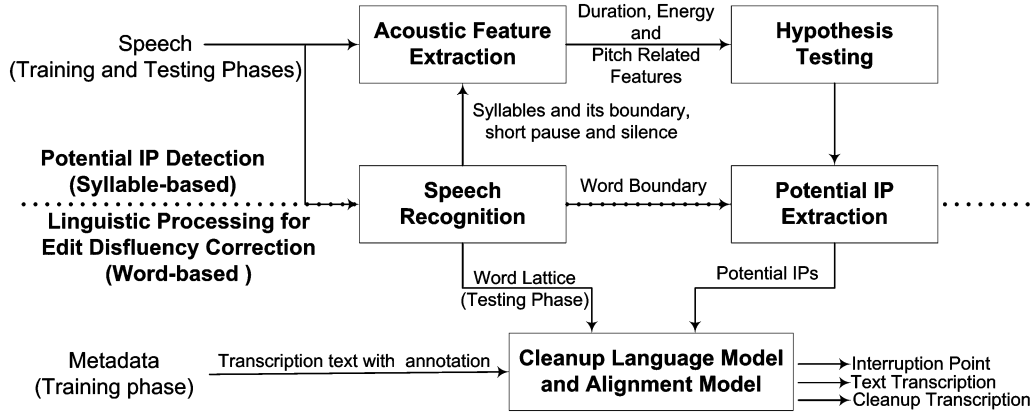 Speech
(Training and Testing Phases)
Acoustic Feature
Extraction
Duration, Energy
and
Pitch Related
Features
Hypothesis
Testing
Syllables and its boundary,
short pause and silence
Potential IP Detection
(Syllable-based)
Linguistic Processing for
Edit Disfluency Correction
(Word-based )
Speech
Recognition
Word Boundary
Potential IP
Extraction
Word Lattice
(Testing Phase)
Potential IPs
Metadata
(Training phase)
Transcription text with annotation
Cleanup Language Model
and Alignment Model
Interruption Point
Text Transcription
Cleanup Transcription